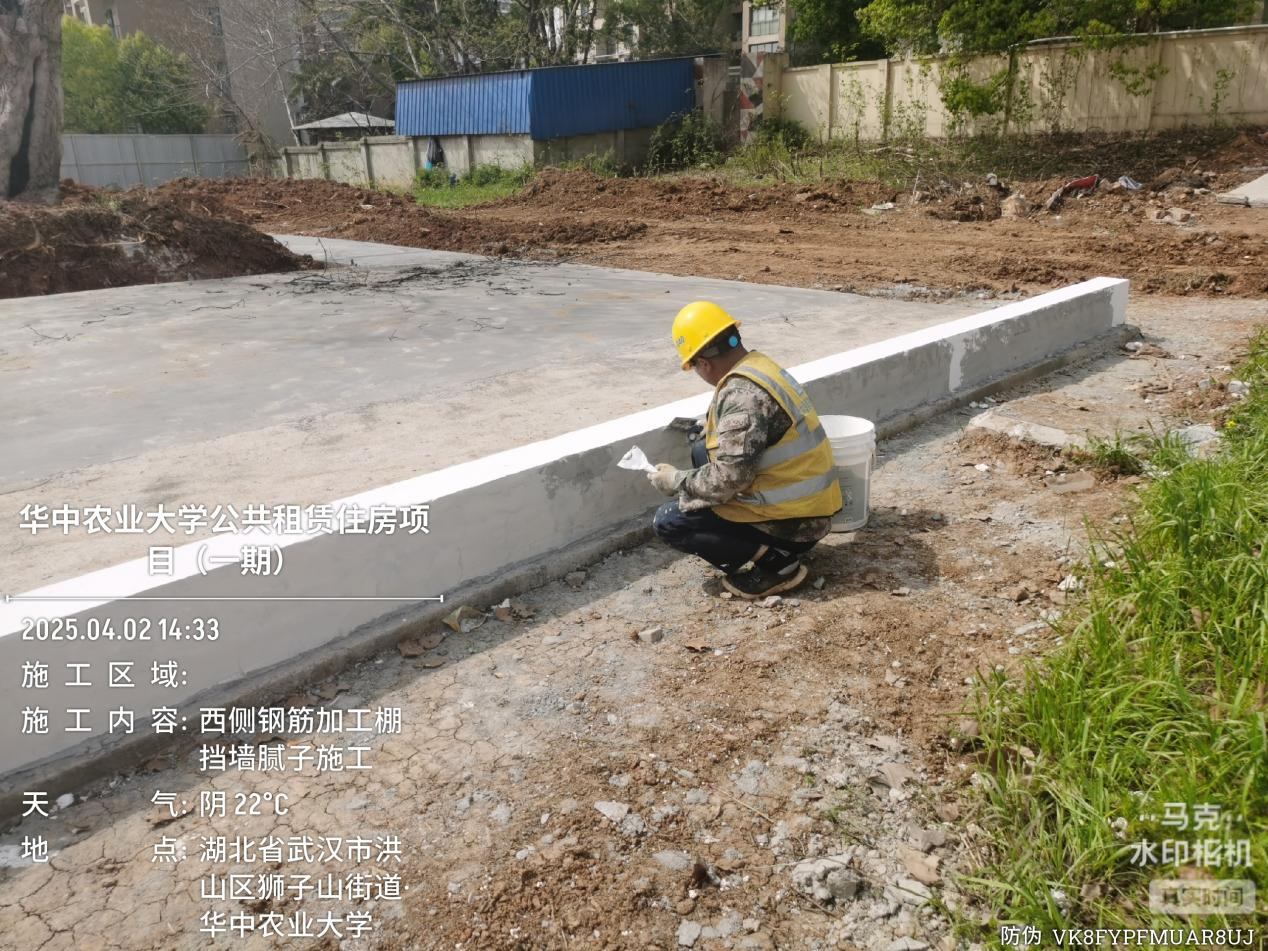 华中农业大学公共租赁住房项
目（一期）
2025.04.02 14:33
施工区域:
施工内容: 西侧钢筋加工棚
挡墙腻子施工
天气: 阴 22°C
地点: 湖北省武汉市洪
山区狮子山街道·
华中农业大学
马克
水印相机
真实时间
防伪 VK8FYPFMUAR8UJ